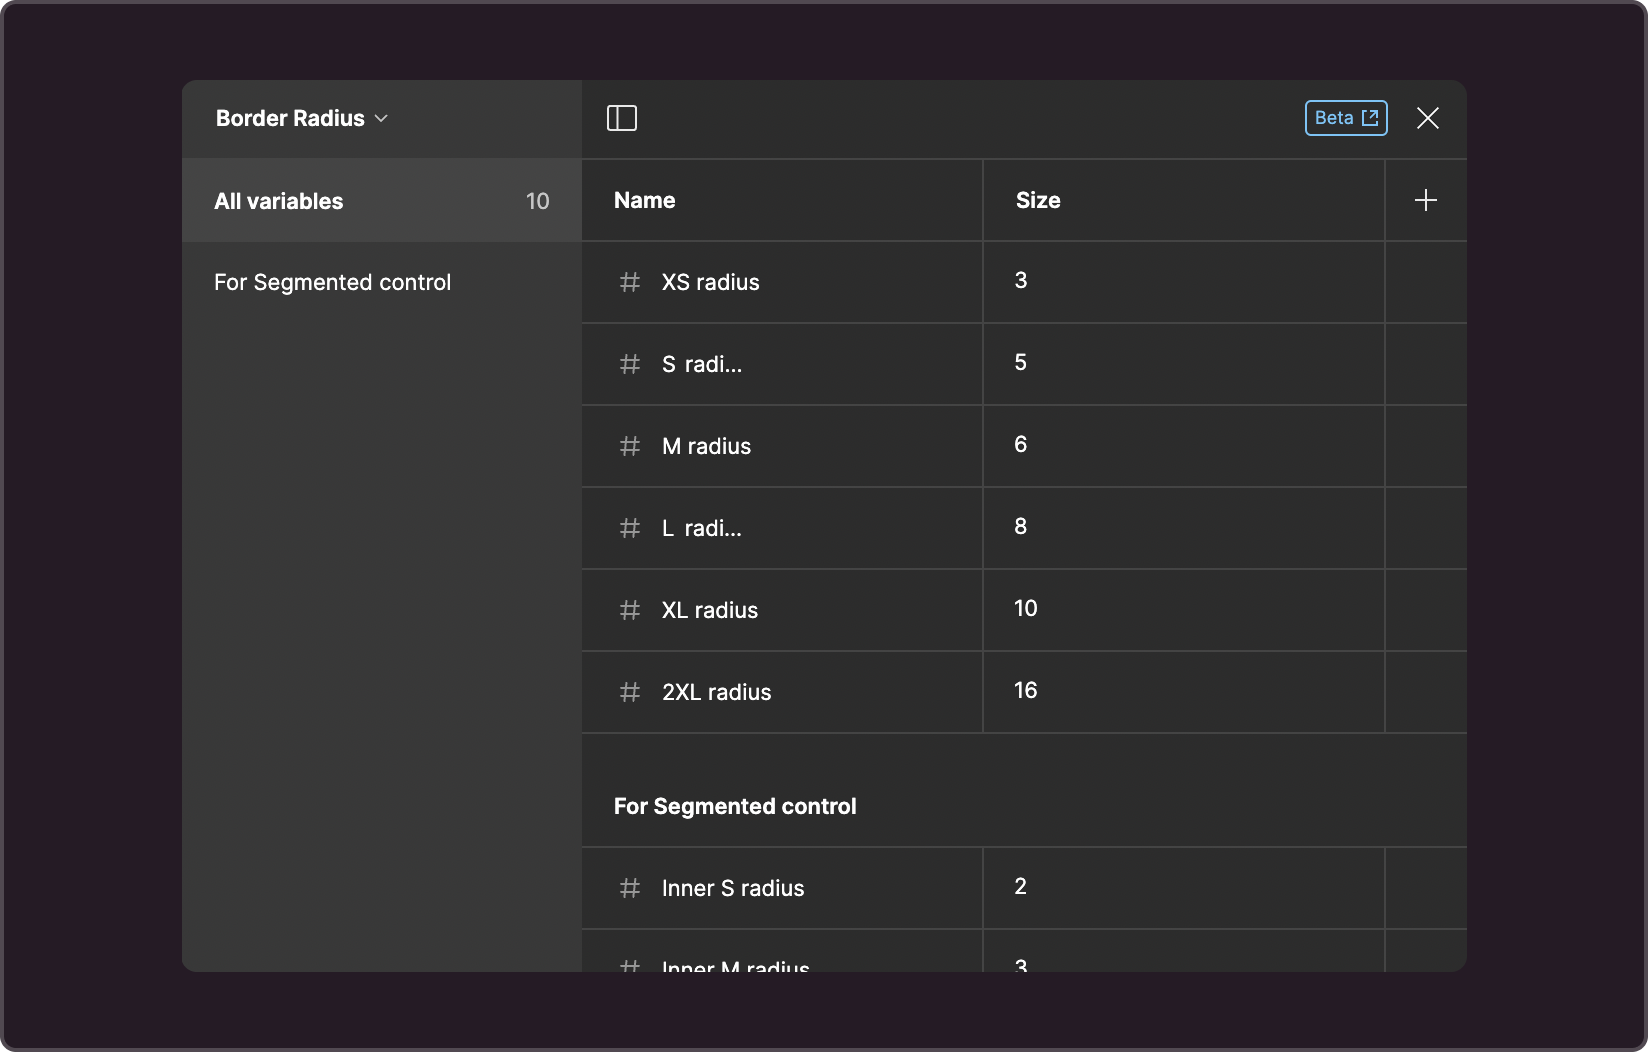 Border Radius
Beta
All variables 10
For Segmented control
Name Size
XS radius 3
S radi... 5
M radius 6
L radi... 8
XL radius 10
2XL radius 16
For Segmented control
Inner S radius 2
Inner M radius 3